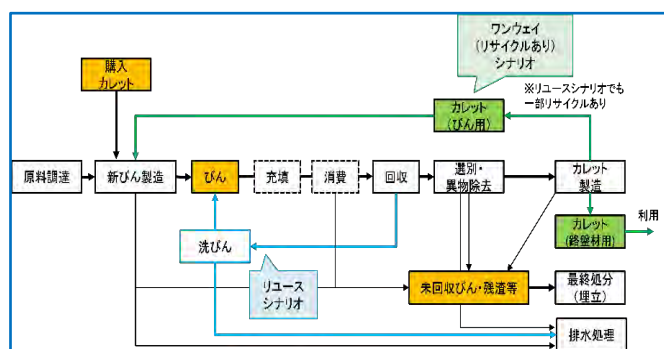 ワンウェイ
(リサイクルあり)
シナリオ
購入
カレット
※リユースシナリオでも
一部リサイクルあり
カレット
(びん用)
原料調達
新びん製造
びん
充填
消費
回収
選別・
異物除去
カレット
製造
洗びん
カレット
(路盤材用)
利用
リユース
シナリオ
未回収びん・残渣等
最終処分
(埋立)
排水処理